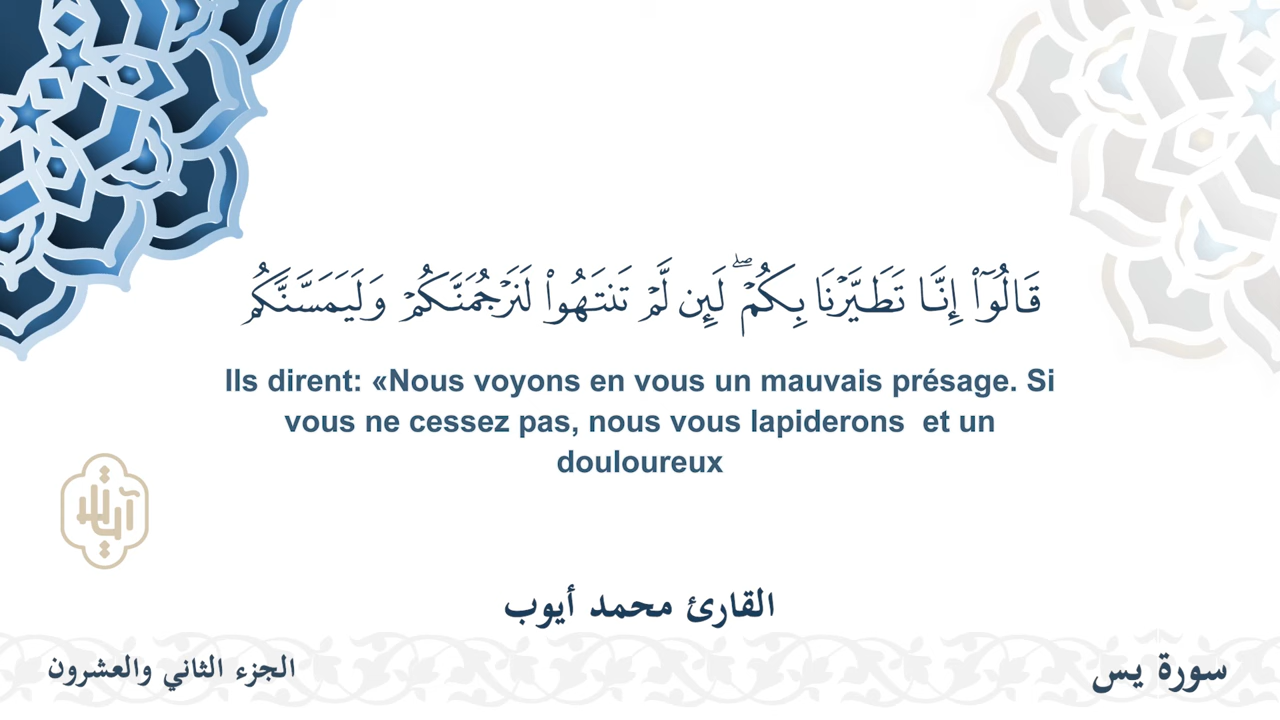 قَالُوٓا۟ إِنَّا تَطَيَّرْنَا بِكُمْ ۖ لَئِن لَّمْ تَنتَهُوا۟ لَنَرْجُمَنَّكُمْ وَلَيَمَسَّنَّكُم
Ils dirent: «Nous voyons en vous un mauvais présage. Si
vous ne cessez pas, nous vous lapiderons  et un
douloureux
القارئ محمد أيوب
سورة يس
الجزء الثاني والعشرون